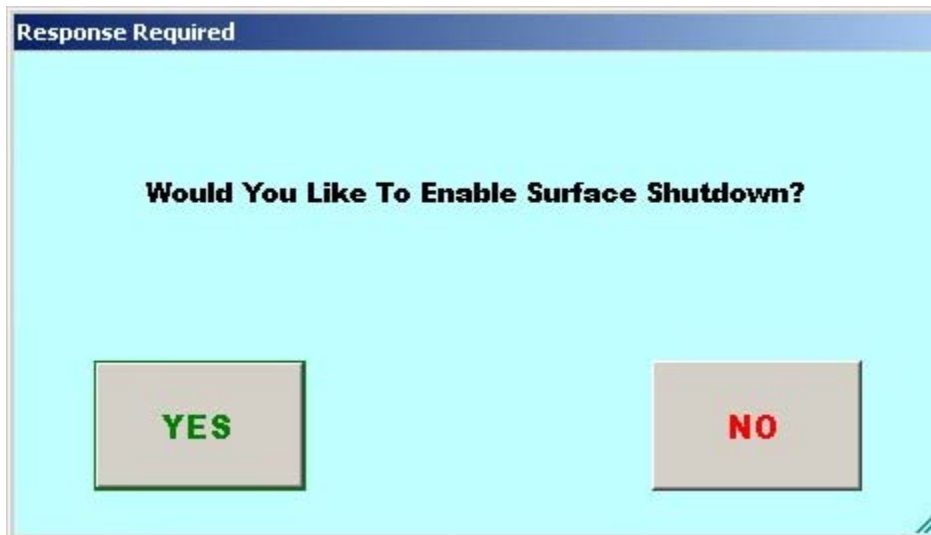 Response Required
Would You Like To Enable Surface Shutdown?
YES
NO